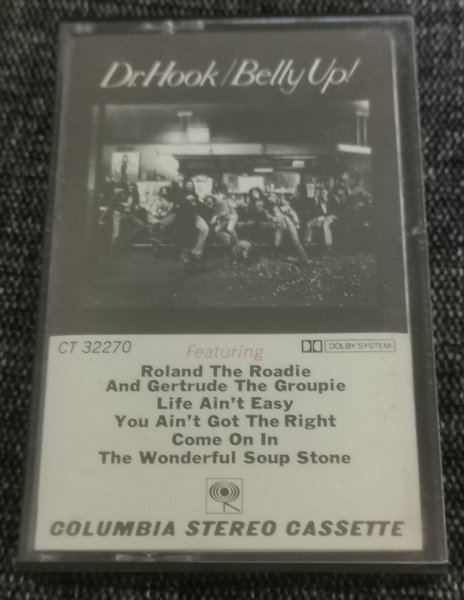 Dr. Hook/Belly Up!
CT 32270
Featuring
DOLBY SYSTEM
Roland The Roadie
And Gertrude The Groupie
Life Ain't Easy
You Ain't Got The Right
Come On In
The Wonderful Soup Stone
COLUMBIA STEREO CASSETTE